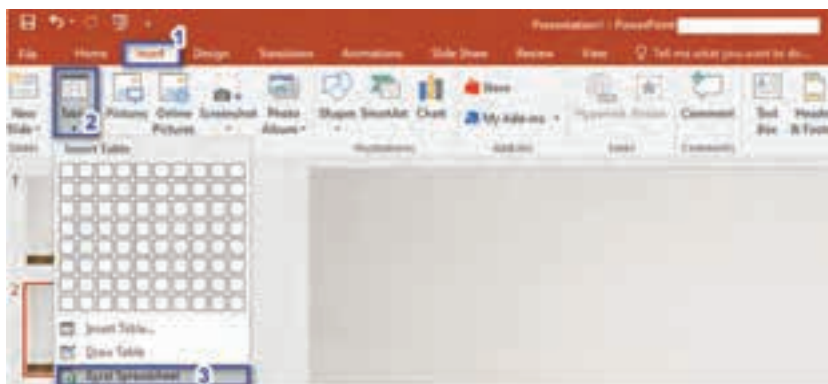 Presentation1 - PowerPoint
File Home Insert 1 Design Transitions Animations Slide Show Review View Tell me what you want to do...
New Slide Table 2 Pictures Online Pictures Screenshot Photo Album Shapes SmartArt Chart Store My Add-ins Hyperlink Action Comment Text Box Header & Foot
Slides Illustrations Add-ins Links Comments
Insert Table
1
2
Insert Table...
Draw Table
Excel Spreadsheet 3